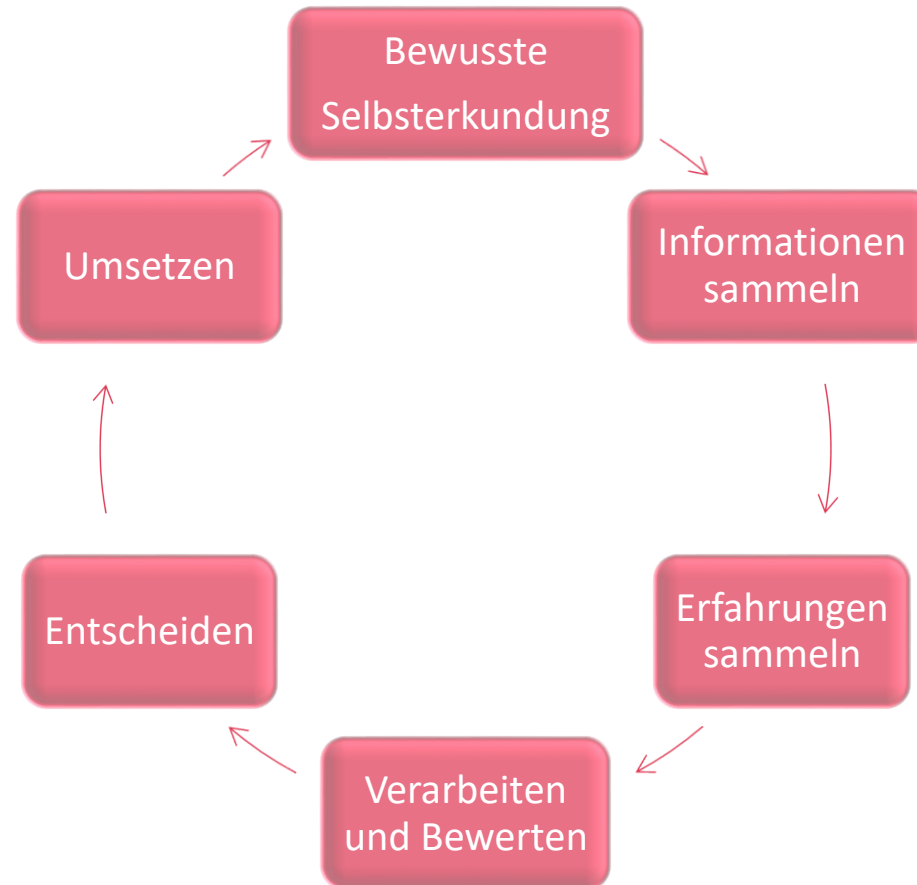 Bewusste
Selbsterkundung
Informationen
sammeln
Erfahrungen
sammeln
Verarbeiten
und Bewerten
Entscheiden
Umsetzen